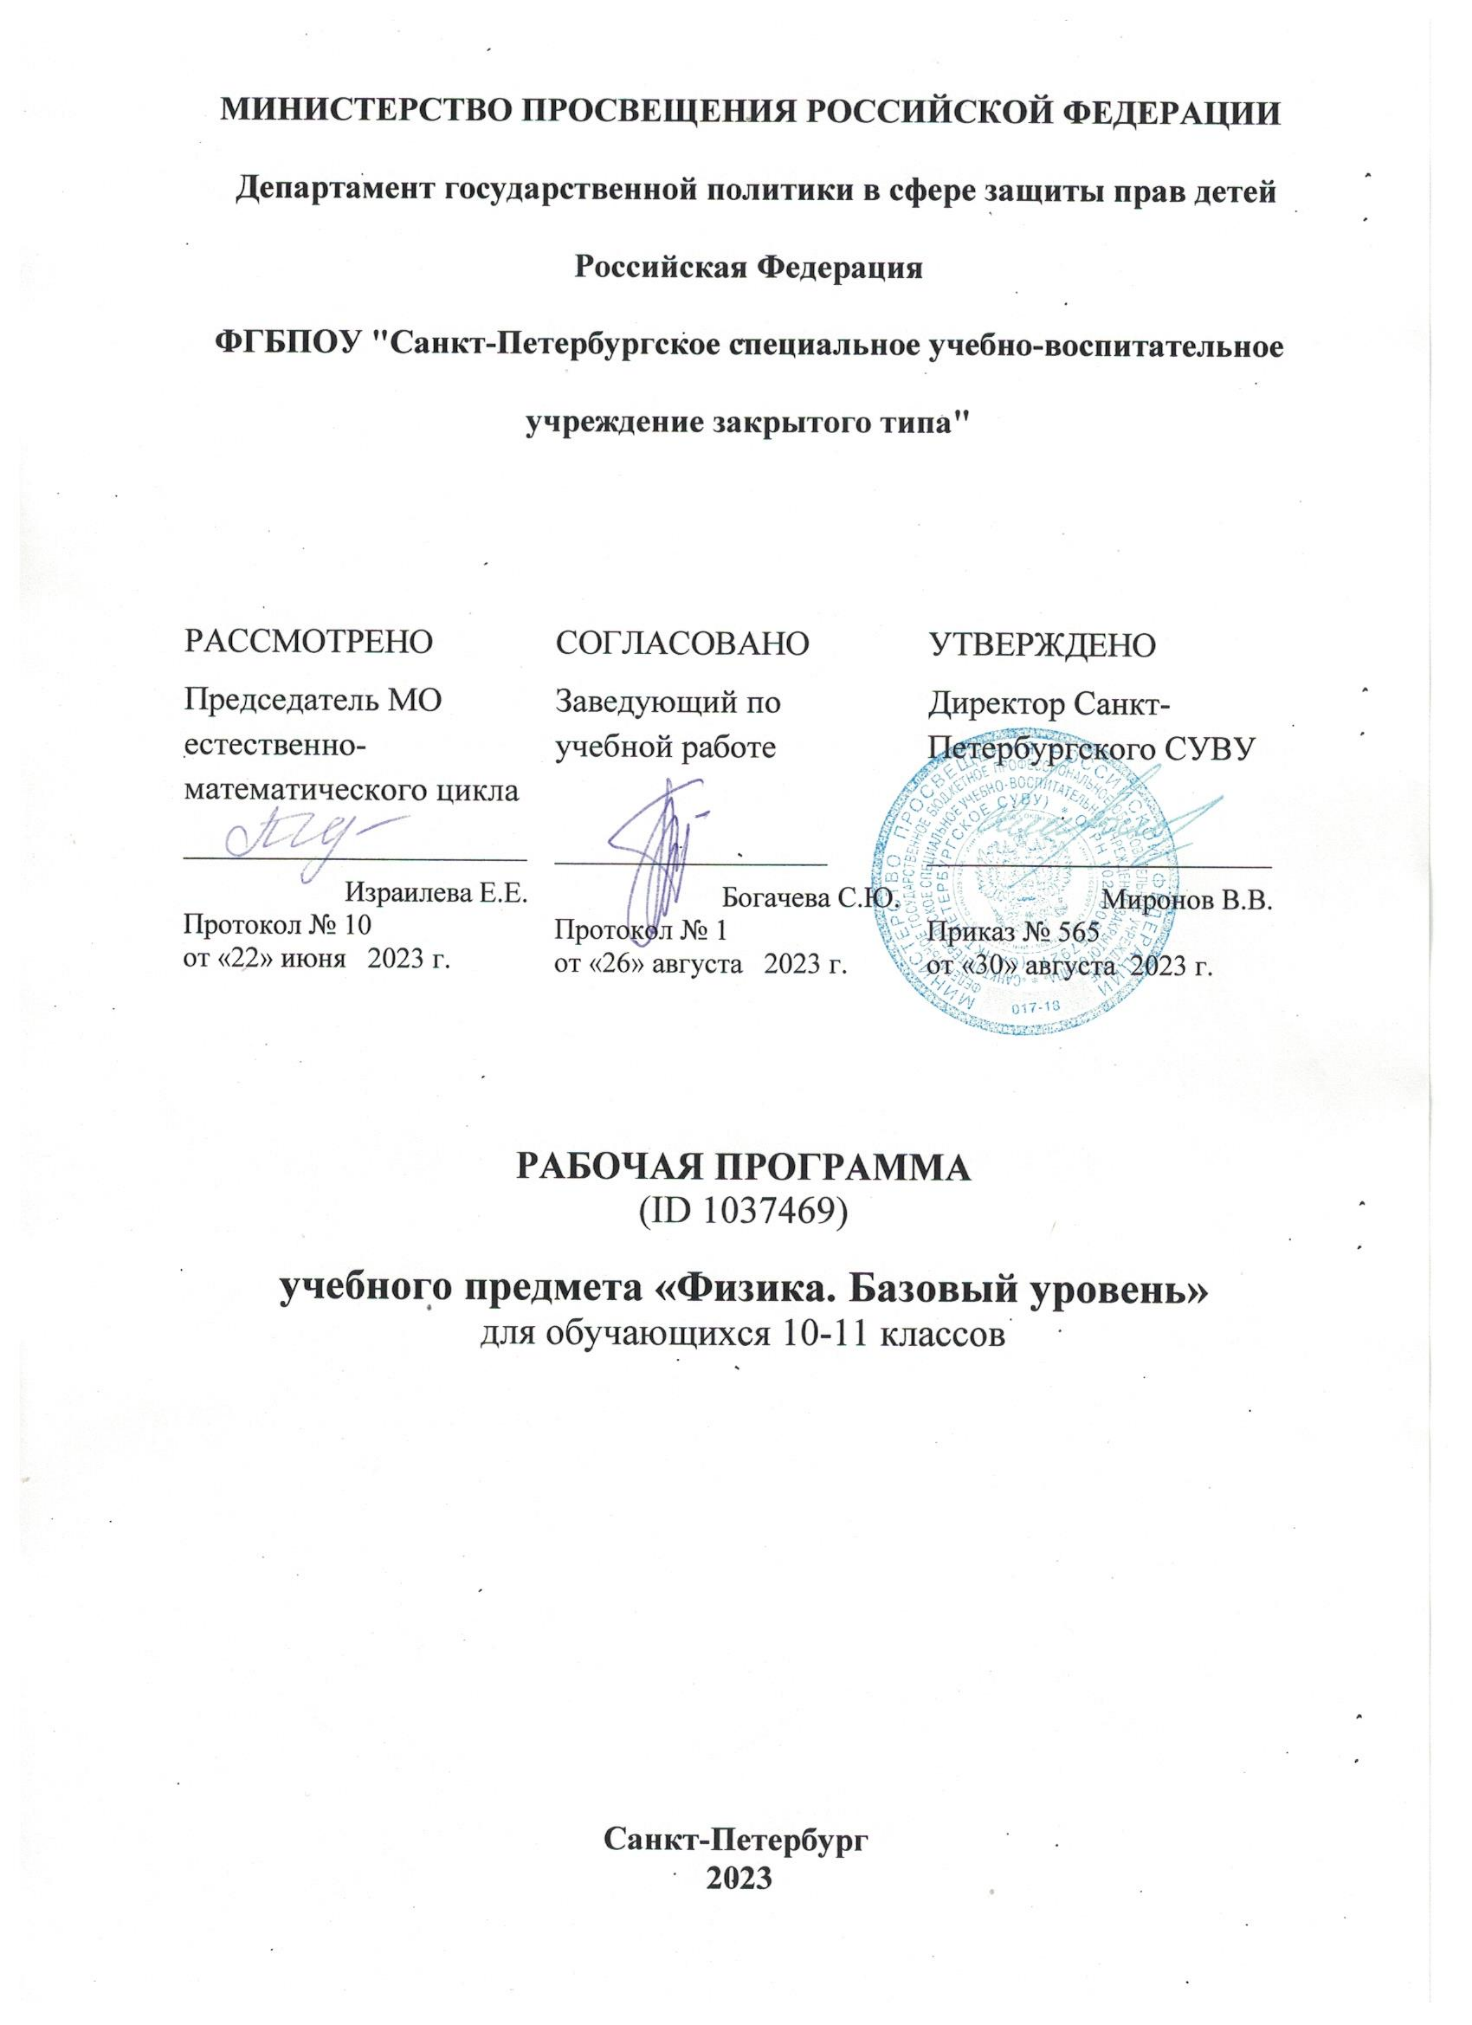 МИНИСТЕРСТВО ПРОСВЕЩЕНИЯ РОССИЙСКОЙ ФЕДЕРАЦИИ
Департамент государственной политики в сфере защиты прав детей
Российская Федерация
ФГБПОУ "Санкт-Петербургское специальное учебно-воспитательное
учреждение закрытого типа"
РАССМОТРЕНО
Председатель МО
естественно-
математического цикла
Израилева Е.Е.
Протокол № 10
от «22» июня 2023 г.
СОГЛАСОВАНО
Заведующий по
учебной работе
Богачева С.Ю.
Протокол № 1
от «26» августа 2023 г.
УТВЕРЖДЕНО
Директор Санкт-
Петербургского СУВУ
Миронов В.В.
Приказ № 565
от «30» августа 2023 г.
017-18
РАБОЧАЯ ПРОГРАММА
(ID 1037469)
учебного предмета «Физика. Базовый уровень»
для обучающихся 10-11 классов
Санкт-Петербург
2023